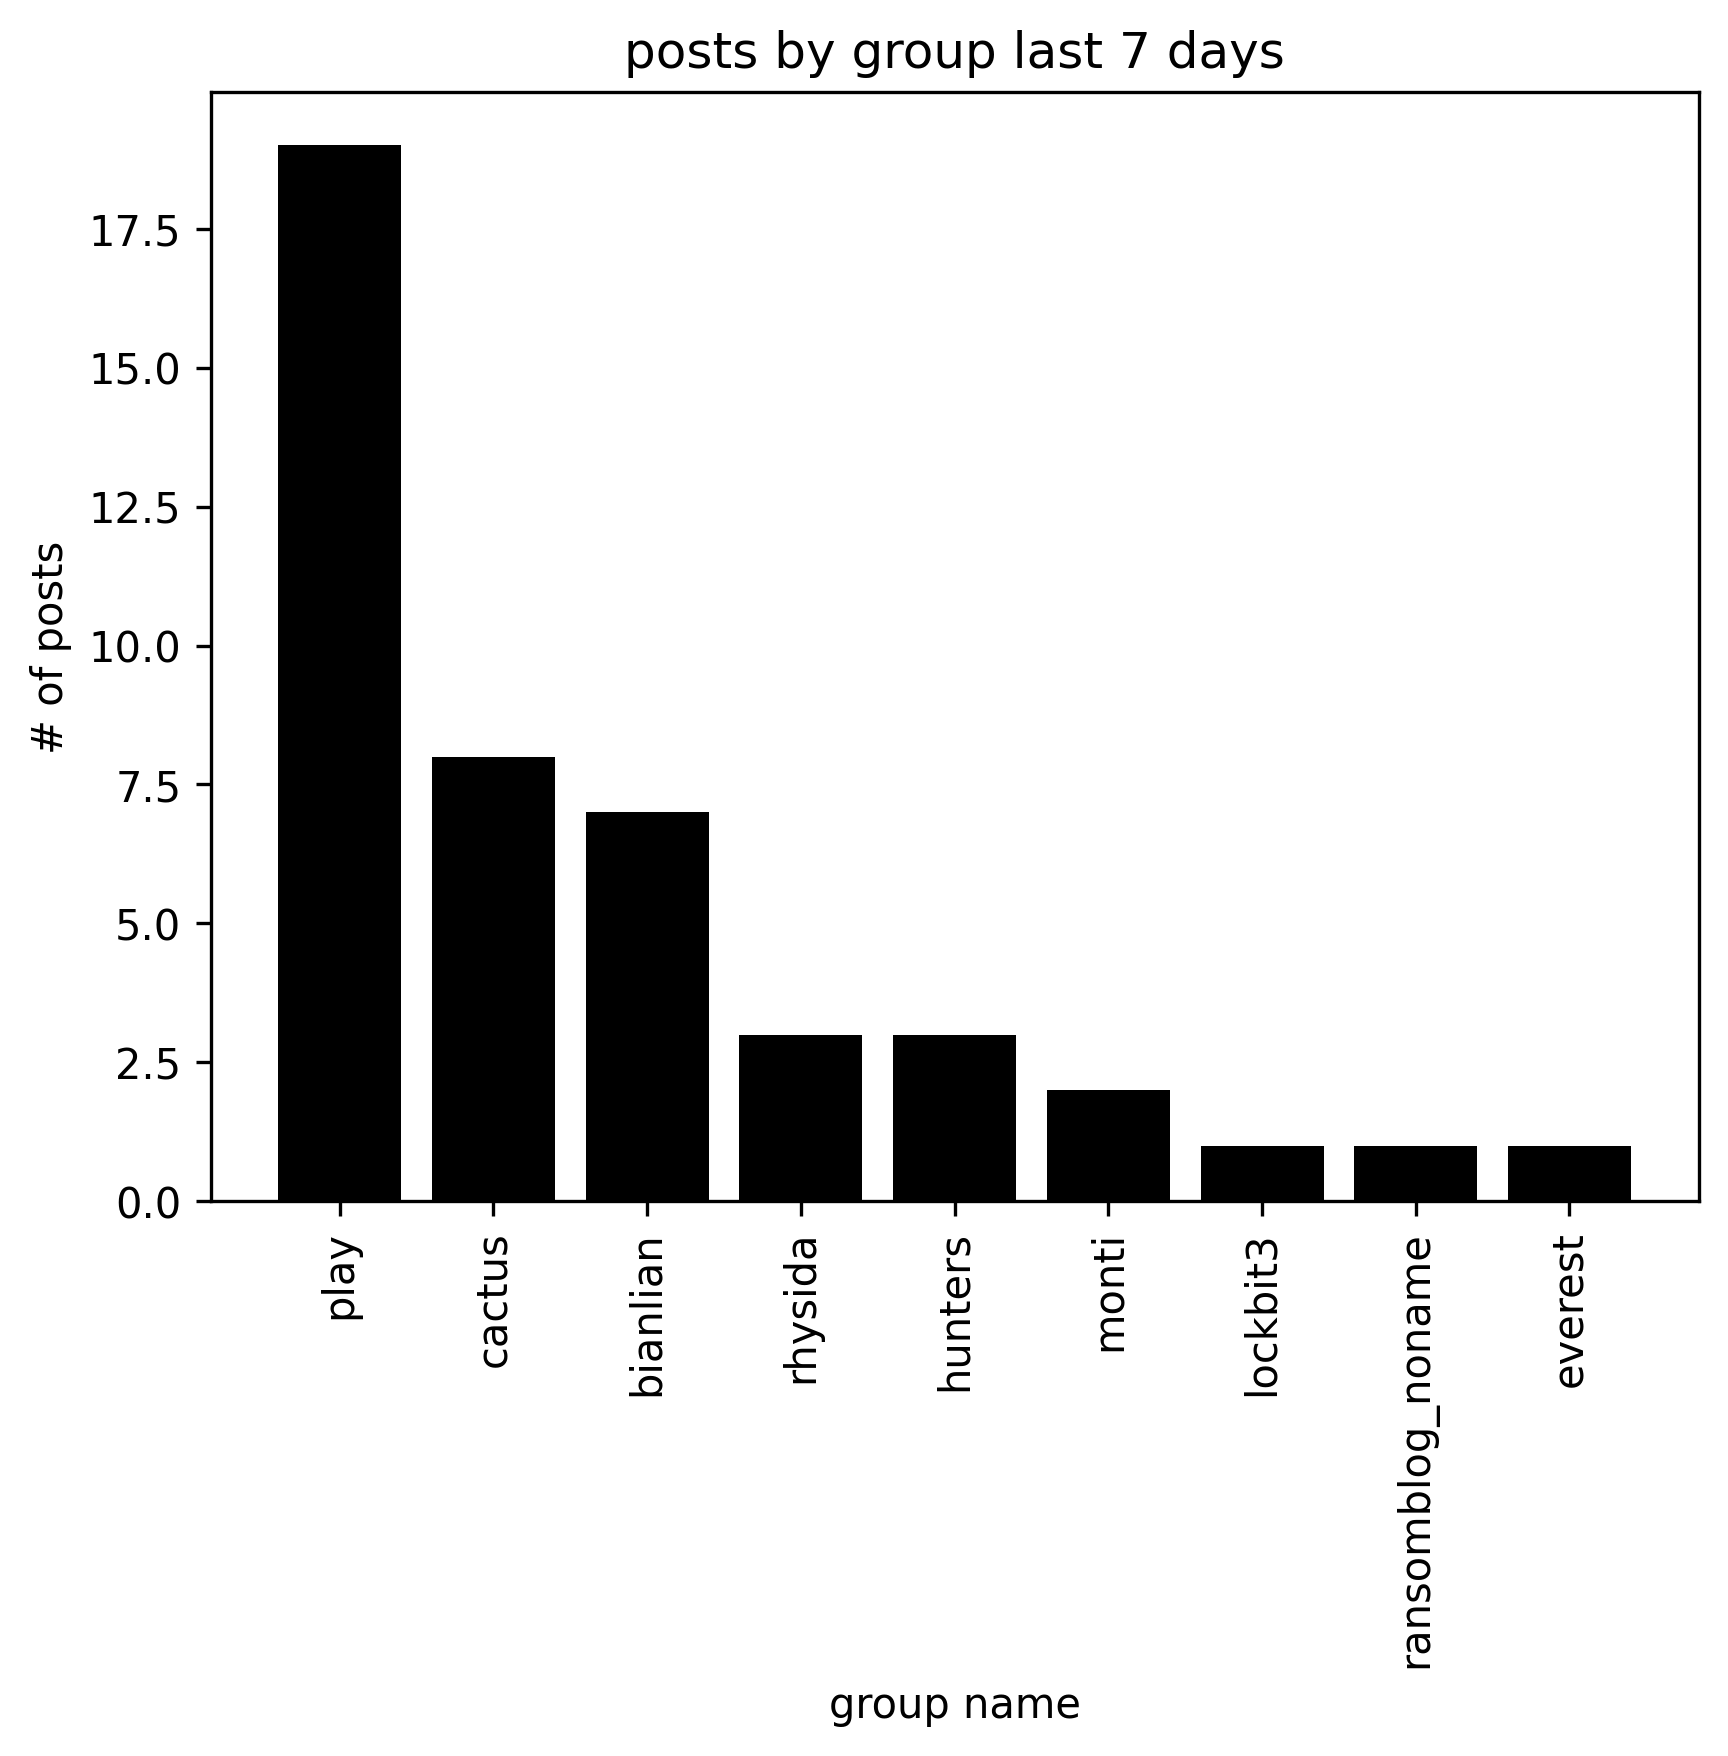 posts by group last 7 days
17.5
15.0
12.5
10.0
7.5
5.0
2.5
0.0
# of posts
play
cactus
bianlian
rhysida
hunters
monti
lockbit3
ransomblog_noname
everest
group name